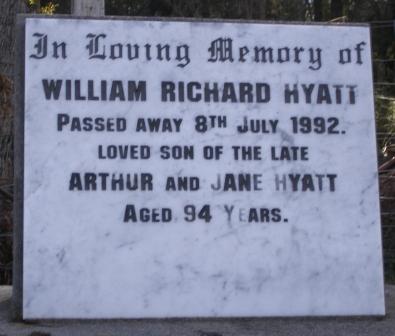 In Loving Memory of
WILLIAM RICHARD HYATT
PASSED AWAY 8TH JULY 1992.
LOVED SON OF THE LATE
ARTHUR AND JANE HYATT
AGED 94 YEARS.